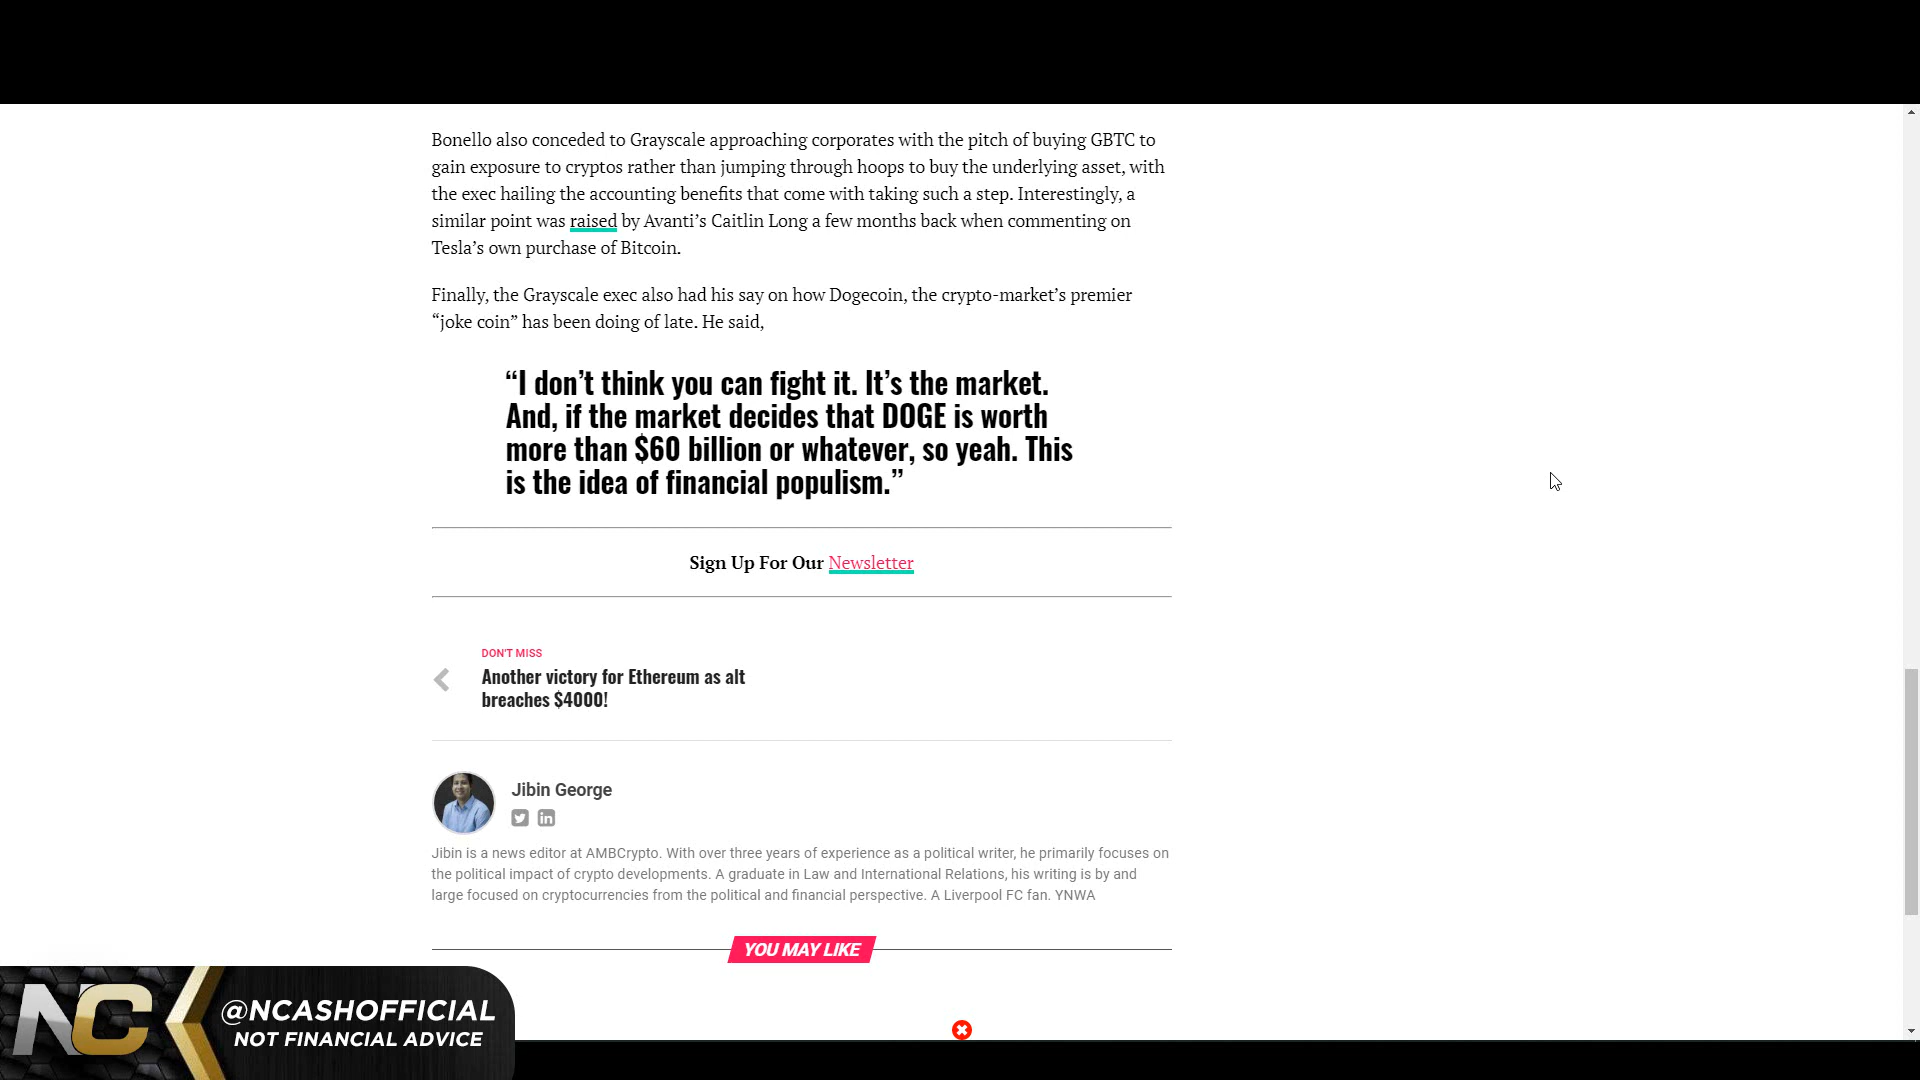 Bonello also conceded to Grayscale approaching corporates with the pitch of buying GBTC to
gain exposure to cryptos rather than jumping through hoops to buy the underlying asset, with
the exec hailing the accounting benefits that come with taking such a step. Interestingly, a
similar point was raised by Avanti’s Caitlin Long a few months back when commenting on
Tesla’s own purchase of Bitcoin.
Finally, the Grayscale exec also had his say on how Dogecoin, the crypto-market’s premier
“joke coin” has been doing of late. He said,
“I don’t think you can fight it. It’s the market.
And, if the market decides that DOGE is worth
more than $60 billion or whatever, so yeah. This
is the idea of financial populism.”
Sign Up For Our Newsletter
DON'T MISS
Another victory for Ethereum as alt
breaches $4000!
Jibin George
Jibin is a news editor at AMBCrypto. With over three years of experience as a political writer, he primarily focuses on
the political impact of crypto developments. A graduate in Law and International Relations, his writing is by and
large focused on cryptocurrencies from the political and financial perspective. A Liverpool FC fan. YNWA
YOU MAY LIKE
NC
@NCASHOFFICIAL
NOT FINANCIAL ADVICE